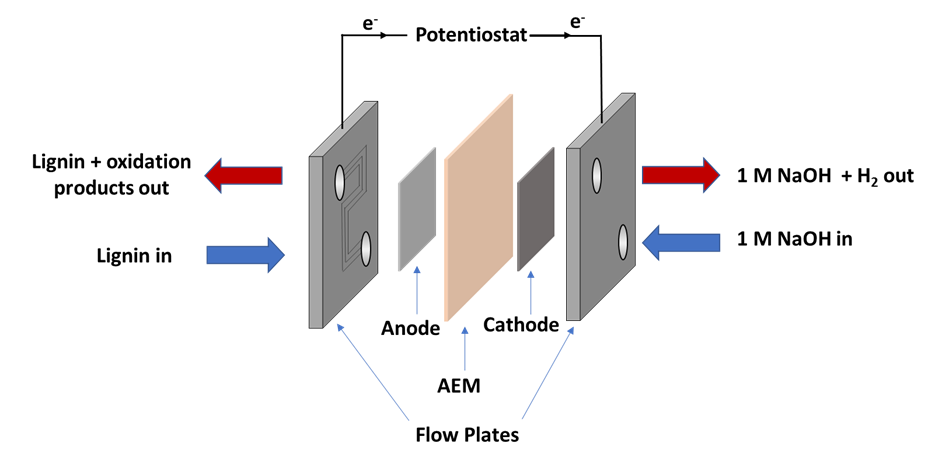 e-
Potentiostat
e-
Lignin + oxidation
products out
1 M NaOH + H2 out
Lignin in
1 M NaOH in
Anode
Cathode
AEM
Flow Plates